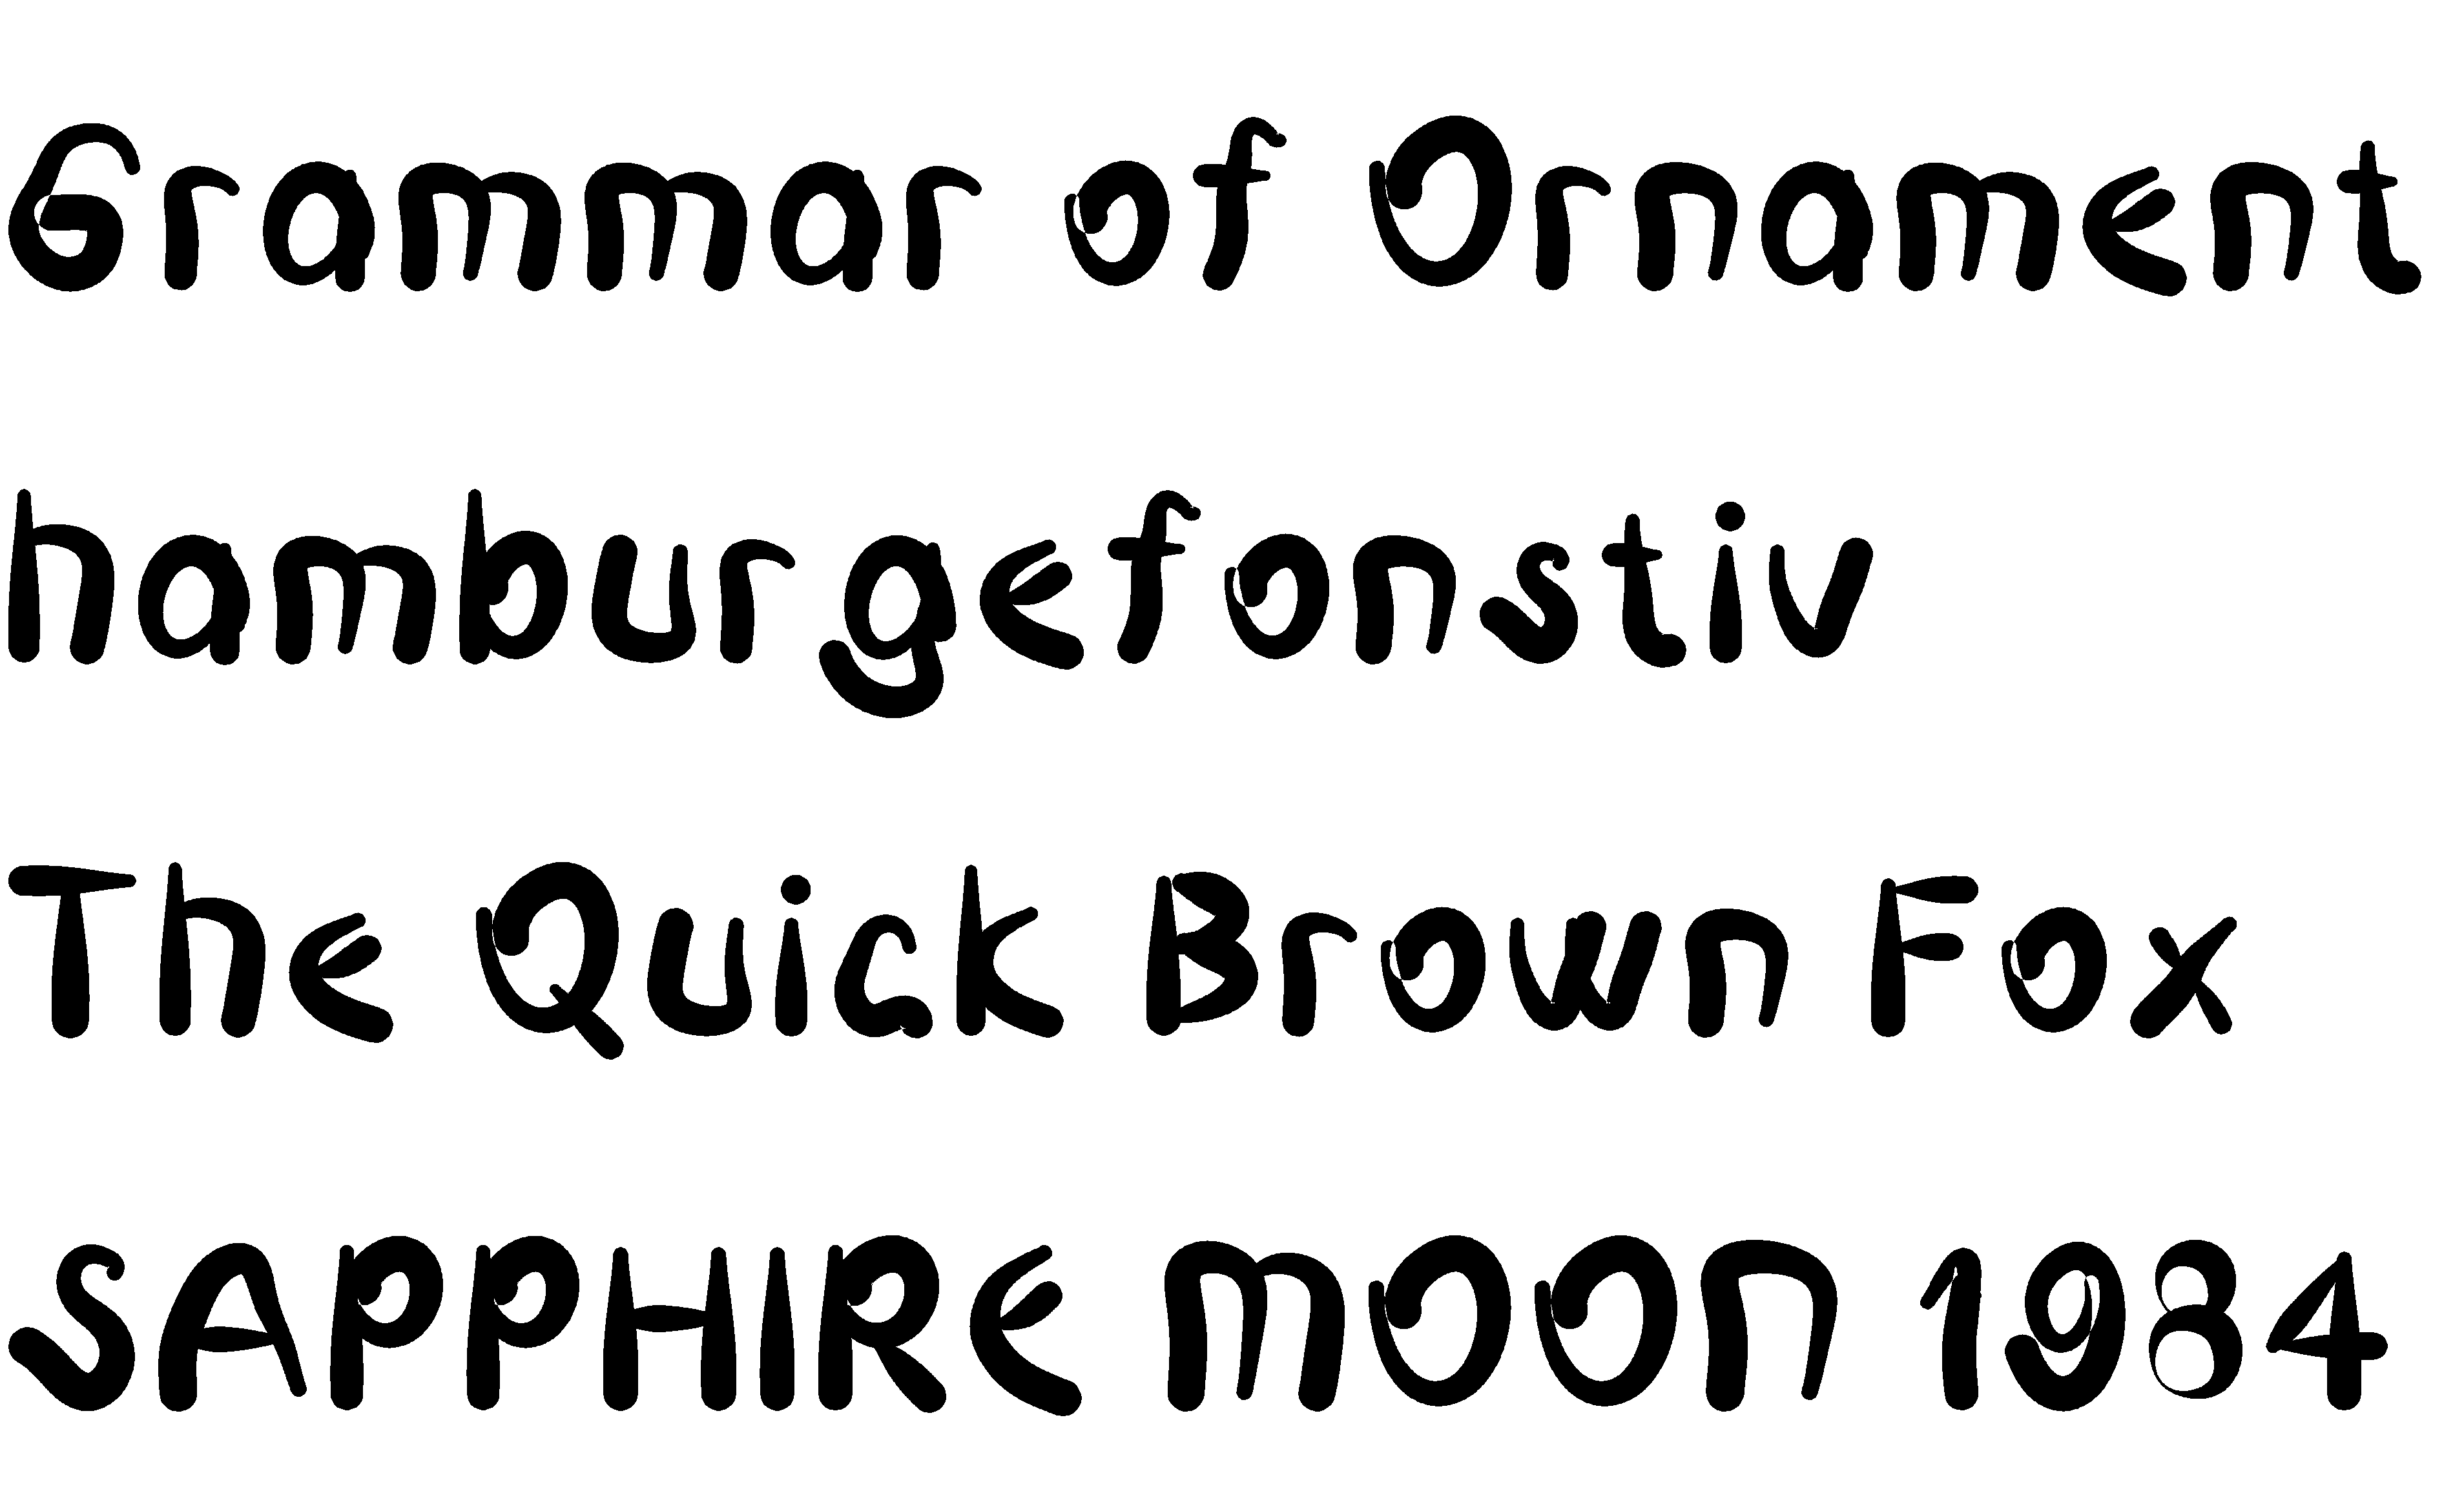 Grammar of Ornament
hamburgefonstiv
The Quick Brown Fox
SAPPHIRE MOON 1984